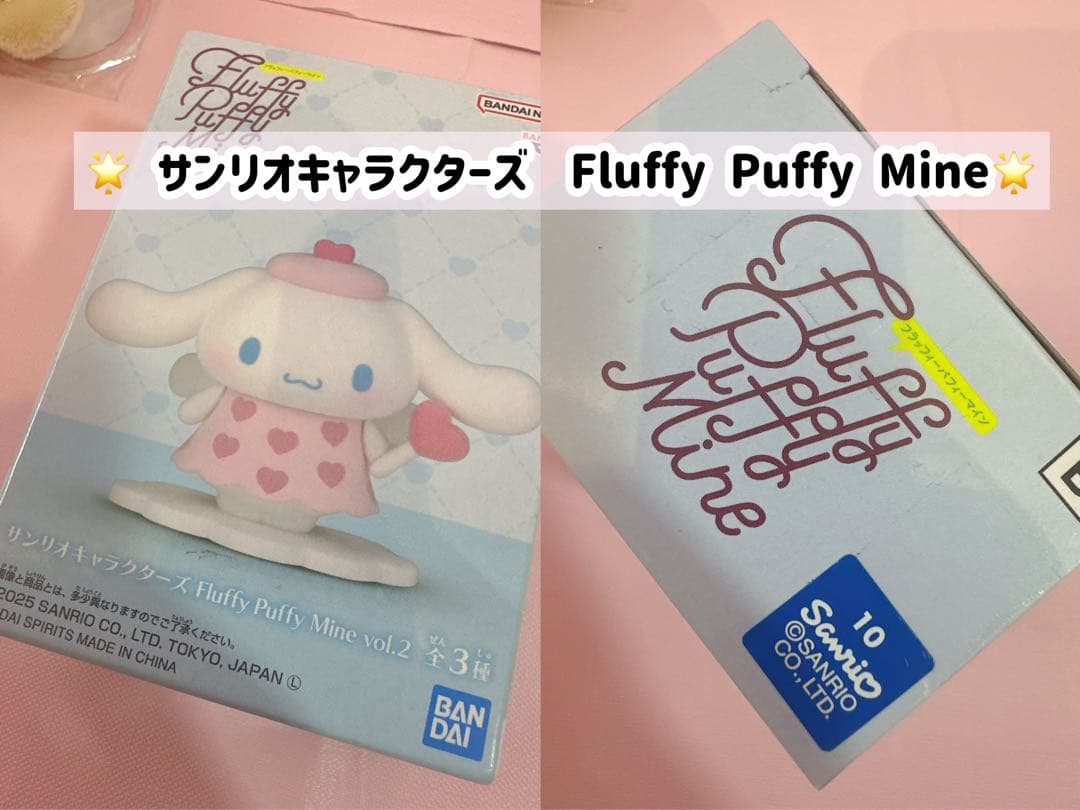 Fluffy
フラッフィーパフィーマイン
Puffy
BANDAI N
🌟 サンリオキャラクターズ Fluffy Puffy Mine🌟
サンリオキャラクターズ Fluffy Puffy Mine vol.2 全3種
画像と商品とは、多少異なりますのでご了承ください。
2025 SANRIO CO., LTD. TOKYO, JAPAN Ⓛ
DAI SPIRITS MADE IN CHINA
BAN
DAI
Fluffy
フラッフィーパフィーマイン
Puffy
Mine
10
Sanrio
©SANRIO
CO., LTD.